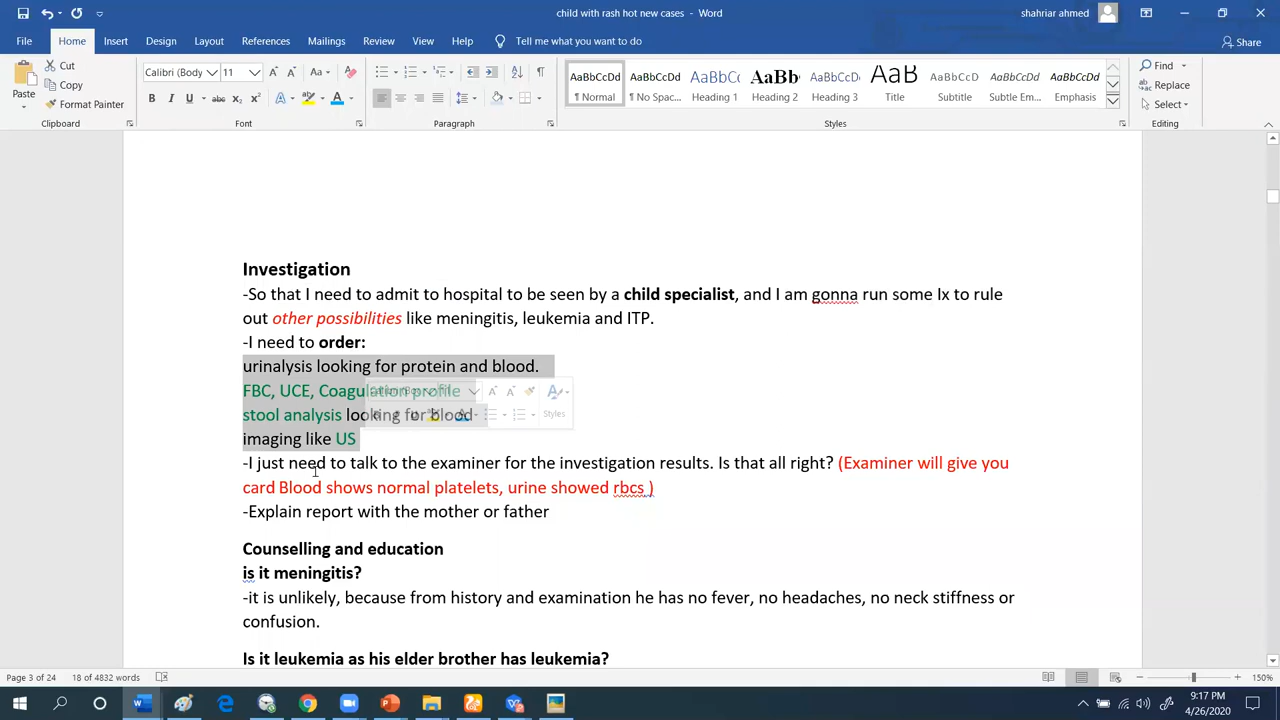 child with rash hot new cases - Word
shahriar ahmed
File Home Insert Design Layout References Mailings Review View Help Tell me what you want to do
Share
Paste
Cut
Copy
Format Painter
Clipboard
Calibri (Body 11
Font
Paragraph
AaBbCcDd AaBbCcDd AaBbC( AaBb( AaBbCcD AaB AaBbCcD AaBbCcDd AaBbCcDd
¶ Normal ¶ No Spac... Heading 1 Heading 2 Heading 3 Title Subtitle Subtle Em... Emphasis
Styles
Find
Replace
Select
Editing
Investigation
-So that I need to admit to hospital to be seen by a child specialist, and I am gonna run some Ix to rule
out other possibilities like meningitis, leukemia and ITP.
-I need to order:
urinalysis looking for protein and blood.
FBC, UCE, Coagulation profile
stool analysis looking for blood
imaging like US
Styles
-I just need to talk to the examiner for the investigation results. Is that all right? (Examiner will give you
card Blood shows normal platelets, urine showed rbcs )
-Explain report with the mother or father
Counselling and education
is it meningitis?
-it is unlikely, because from history and examination he has no fever, no headaches, no neck stiffness or
confusion.
Is it leukemia as his elder brother has leukemia?
Page 3 of 24 18 of 4832 words
150%
9:17 PM
4/26/2020